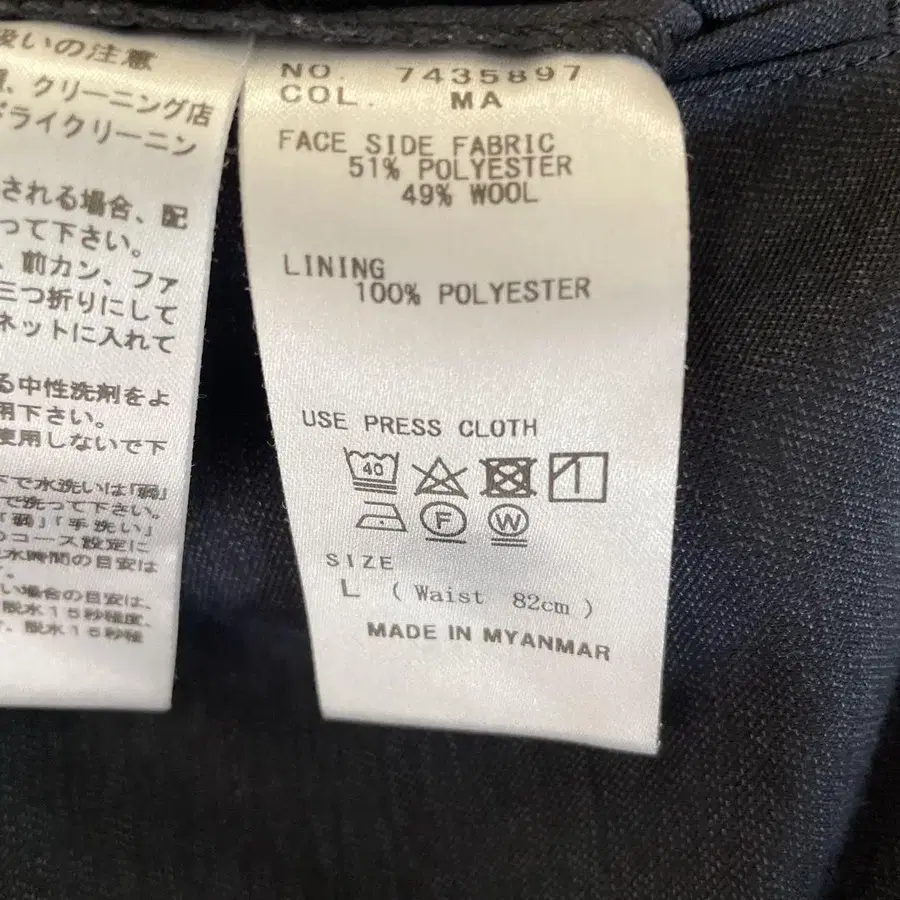 扱いの注意
、クリーニング店
ドライクリーニン
される場合、配
って下さい。
、前カン、ファ
三つ折りにして
ネットに入れて
る中性洗剤をよ
用下さい。
使用しないで下
下で水洗いは「弱」
で洗って下さい。
「弱」「手洗い」
のコース設定に
水時間の目安は
い場合の目安は、
脱水15秒程度、
、脱水15秒程
NO. 7435897
COL. MA
FACE SIDE FABRIC
51% POLYESTER
49% WOOL
LINING
100% POLYESTER
USE PRESS CLOTH
40
F W
SIZE
L (Waist 82cm)
MADE IN MYANMAR